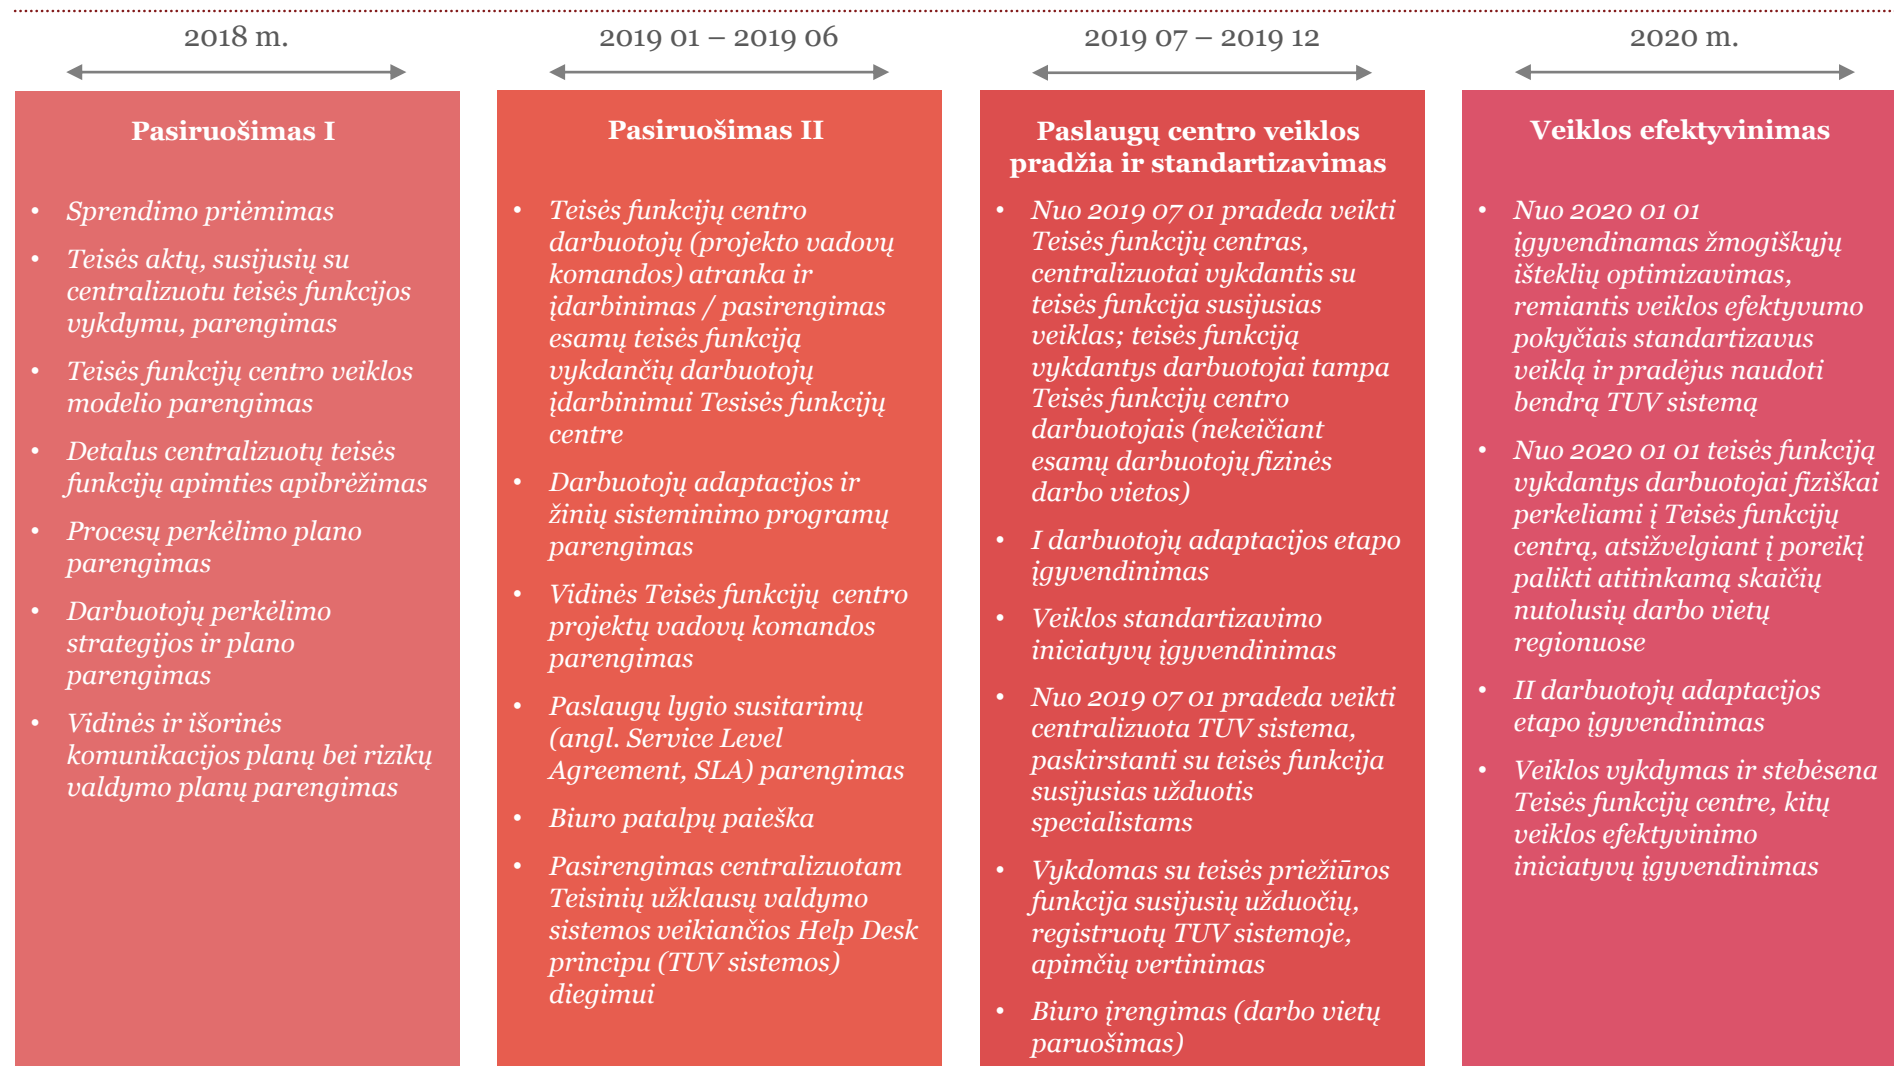 2018 m.
Pasiruošimas I
• Sprendimo priėmimas
• Teisės aktų, susijusių su
centralizuotu teisės funkcijos
vykdymu, parengimas
• Teisės funkcijų centro veiklos
modelio parengimas
• Detalus centralizuotų teisės
funkcijų apimties apibrėžimas
• Procesų perkėlimo plano
parengimas
• Darbuotojų perkėlimo
strategijos ir plano
parengimas
• Vidinės ir išorinės
komunikacijos planų bei rizikų
valdymo planų parengimas
2019 01 – 2019 06
Pasiruošimas II
• Teisės funkcijų centro
darbuotojų (projekto vadovų
komandos) atranka ir
įdarbinimas / pasirengimas
esamų teisės funkciją
vykdančių darbuotojų
įdarbinimui Tesisės funkcijų
centre
• Darbuotojų adaptacijos ir
žinių sisteminimo programų
parengimas
• Vidinės Teisės funkcijų centro
projektų vadovų komandos
parengimas
• Paslaugų lygio susitarimų
(angl. Service Level
Agreement, SLA) parengimas
• Biuro patalpų paieška
• Pasirengimas centralizuotam
Teisinių užklausų valdymo
sistemos veikiančios Help Desk
principu (TUV sistemos)
diegimui
2019 07 – 2019 12
Paslaugų centro veiklos
pradžia ir standartizavimas
• Nuo 2019 07 01 pradeda veikti
Teisės funkcijų centras,
centralizuotai vykdantis su
teisės funkcija susijusias
veiklas; teisės funkciją
vykdantys darbuotojai tampa
Teisės funkcijų centro
darbuotojais (nekeičiant
esamų darbuotojų fizinės
darbo vietos)
• I darbuotojų adaptacijos etapo
įgyvendinimas
• Veiklos standartizavimo
iniciatyvų įgyvendinimas
• Nuo 2019 07 01 pradeda veikti
centralizuota TUV sistema,
paskirstanti su teisės funkcija
susijusias užduotis
specialistams
• Vykdomas su teisės priežiūros
funkcija susijusių užduočių,
registruotų TUV sistemoje,
apimčių vertinimas
• Biuro įrengimas (darbo vietų
paruošimas)
2020 m.
Veiklos efektyvinimas
• Nuo 2020 01 01
įgyvendinamas žmogiškųjų
išteklių optimizavimas,
remiantis veiklos efektyvumo
pokyčiais standartizavus
veiklą ir pradėjus naudoti
bendrą TUV sistemą
• Nuo 2020 01 01 teisės funkciją
vykdantys darbuotojai fiziškai
perkeliami į Teisės funkcijų
centrą, atsižvelgiant į poreikį
palikti atitinkamą skaičių
nutolusių darbo vietų
regionuose
• II darbuotojų adaptacijos
etapo įgyvendinimas
• Veiklos vykdymas ir stebėsena
Teisės funkcijų centre, kitų
veiklos efektyvinimo
iniciatyvų įgyvendinimas